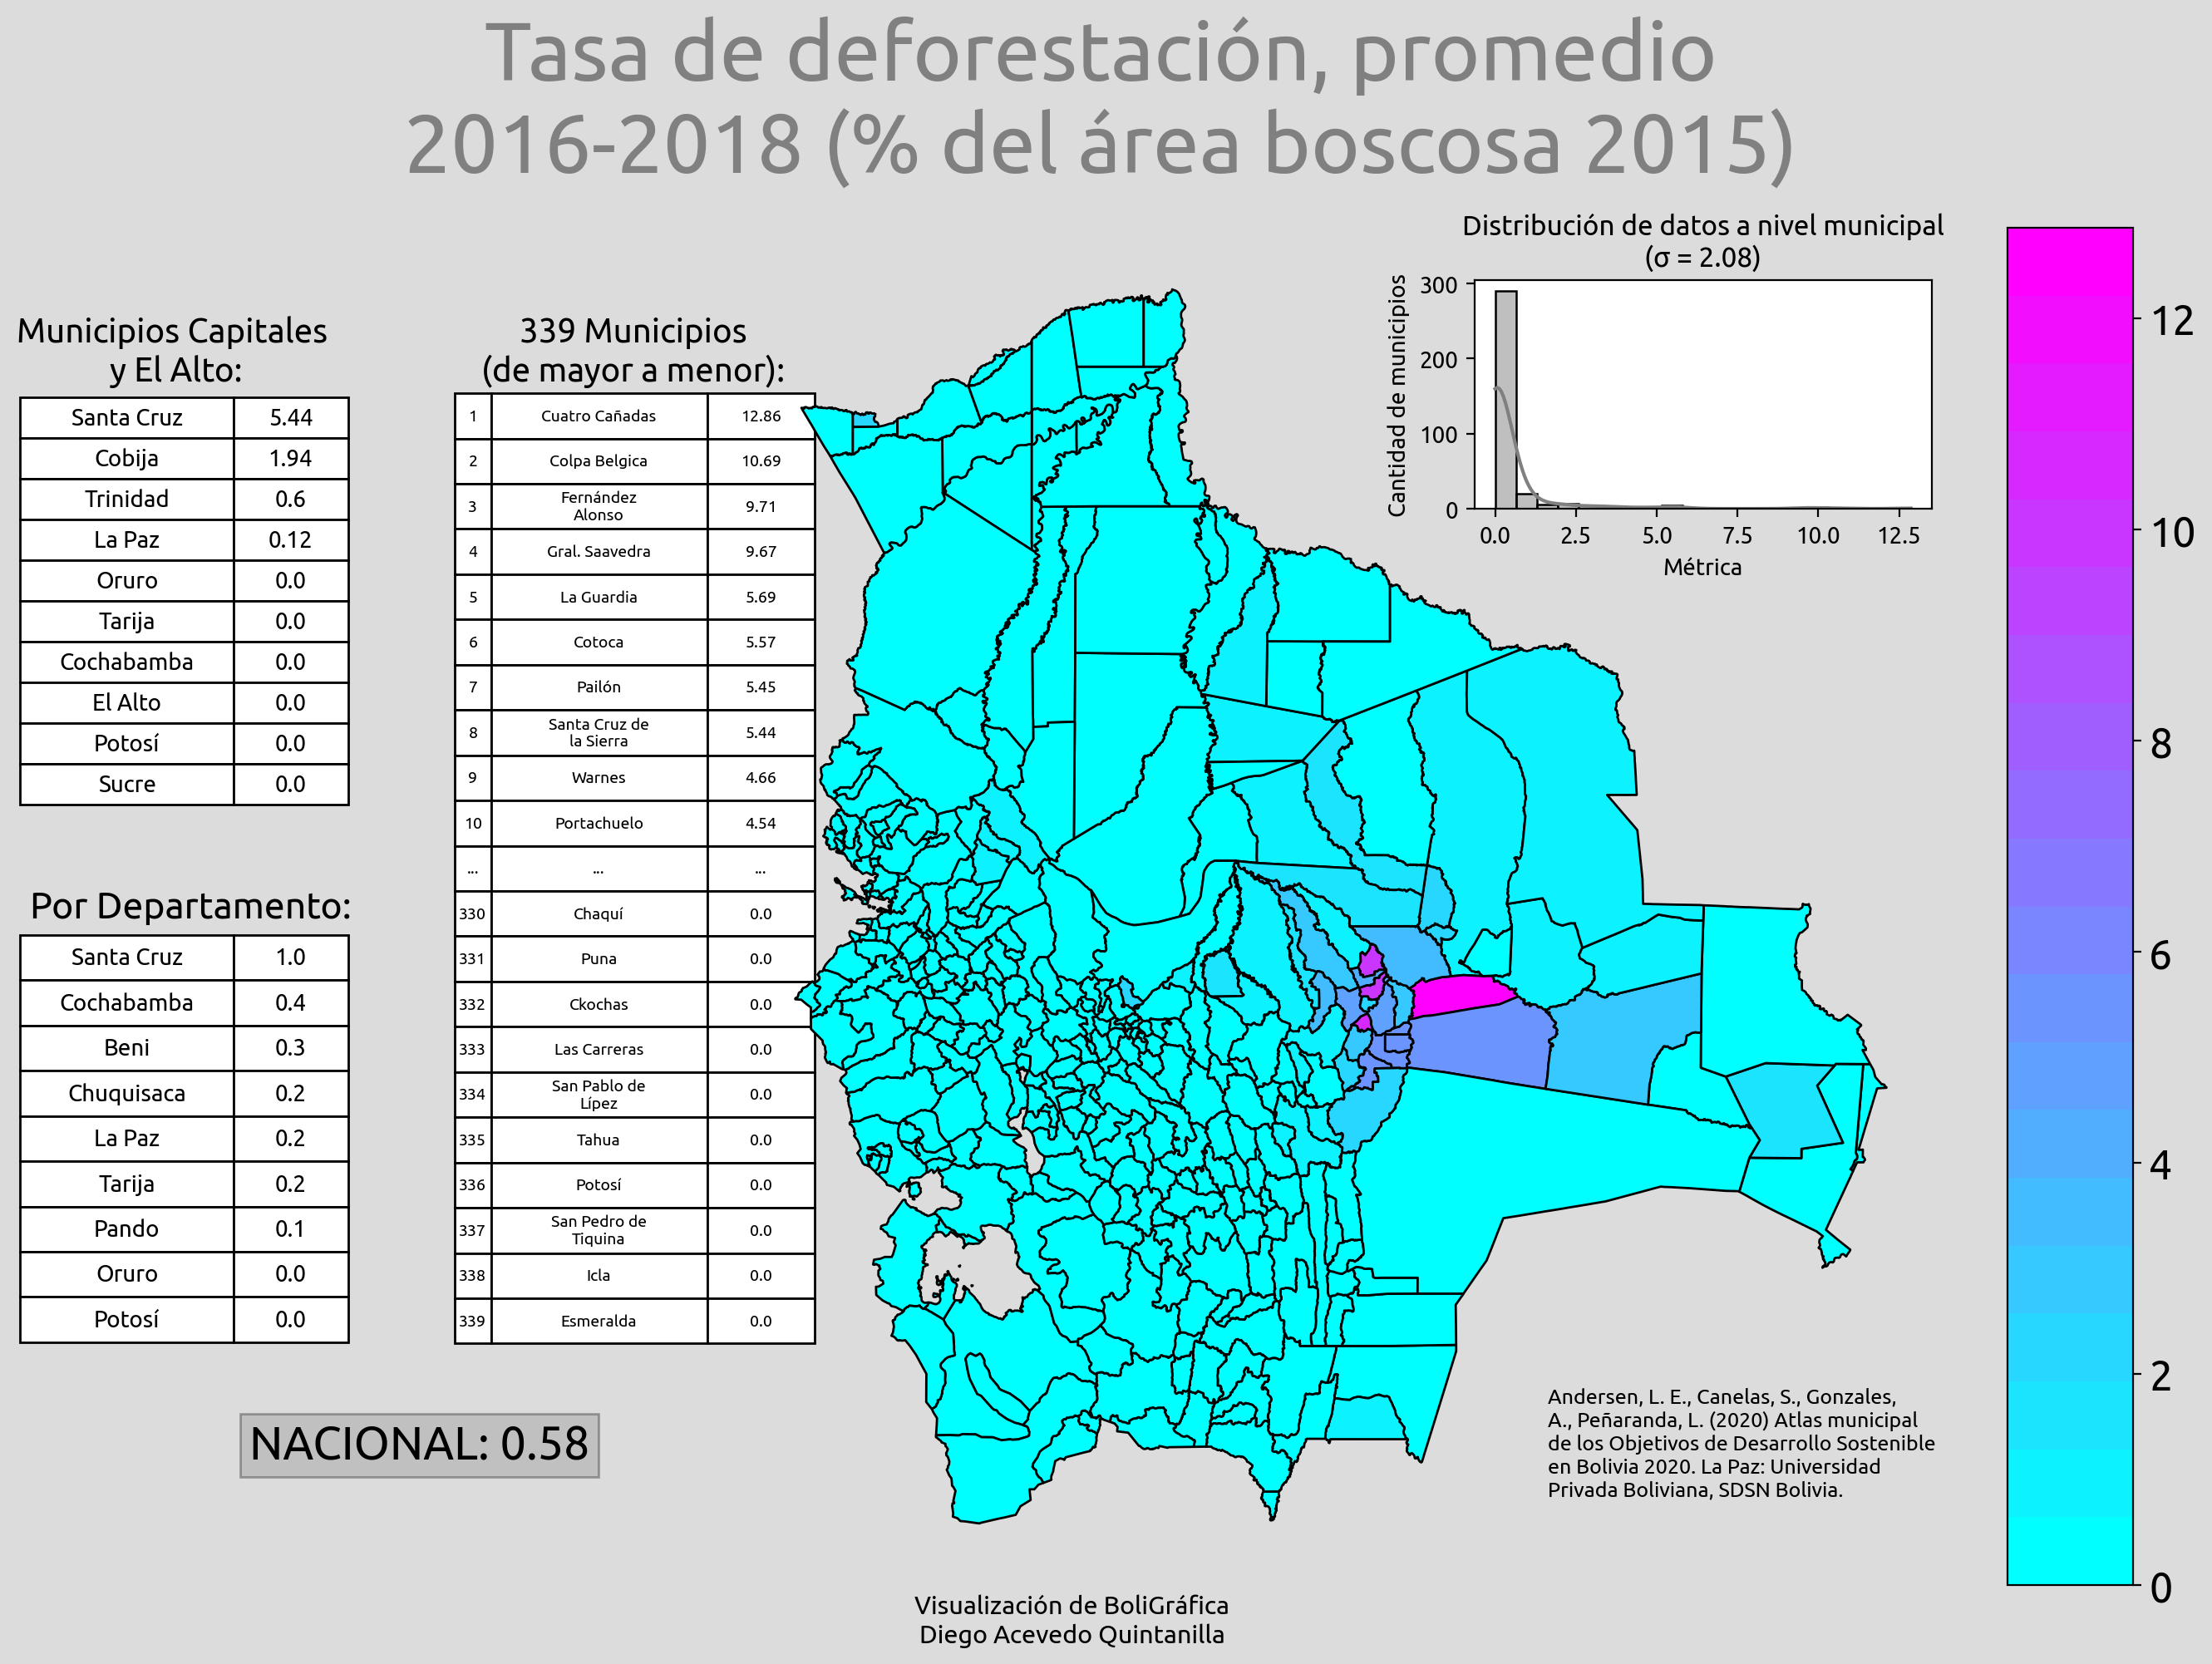 Tasa de deforestación, promedio
2016-2018 (% del área boscosa 2015)
Municipios Capitales
y El Alto:
Santa Cruz 5.44
Cobija 1.94
Trinidad 0.6
La Paz 0.12
Oruro 0.0
Tarija 0.0
Cochabamba 0.0
El Alto 0.0
Potosí 0.0
Sucre 0.0
Por Departamento:
Santa Cruz 1.0
Cochabamba 0.4
Beni 0.3
Chuquisaca 0.2
La Paz 0.2
Tarija 0.2
Pando 0.1
Oruro 0.0
Potosí 0.0
NACIONAL: 0.58
339 Municipios
(de mayor a menor):
1 Cuatro Cañadas 12.86
2 Colpa Belgica 10.69
3 Fernández
Alonso 9.71
4 Gral. Saavedra 9.67
5 La Guardia 5.69
6 Cotoca 5.57
7 Pailón 5.45
8 Santa Cruz de
la Sierra 5.44
9 Warnes 4.66
10 Portachuelo 4.54
... ... ...
330 Chaquí 0.0
331 Puna 0.0
332 Ckochas 0.0
333 Las Carreras 0.0
334 San Pablo de
Lípez 0.0
335 Tahua 0.0
336 Potosí 0.0
337 San Pedro de
Tiquina 0.0
338 Icla 0.0
339 Esmeralda 0.0
Distribución de datos a nivel municipal
(σ = 2.08)
Cantidad de municipios
300
200
100
0
0.0 2.5 5.0 7.5 10.0 12.5
Métrica
12
10
8
6
4
2
0
Andersen, L. E., Canelas, S., Gonzales,
A., Peñaranda, L. (2020) Atlas municipal
de los Objetivos de Desarrollo Sostenible
en Bolivia 2020. La Paz: Universidad
Privada Boliviana, SDSN Bolivia.
Visualización de BoliGráfica
Diego Acevedo Quintanilla